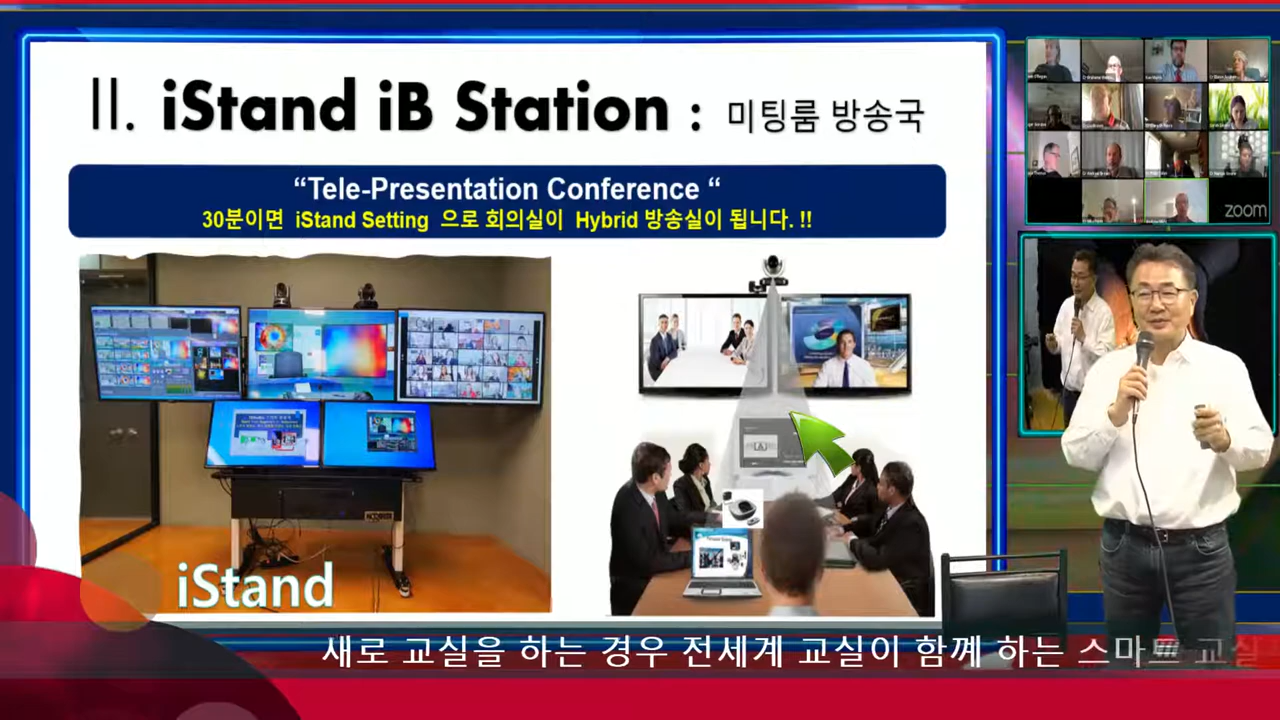 II. iStand iB Station : 미팅룸 방송국
“Tele-Presentation Conference “
30분이면 iStand Setting 으로 회의실이 Hybrid 방송실이 됩니다. !!
zoom
iStand
새로 교실을 하는 경우 전세계 교실이 함꼐 하는 스마트 교실